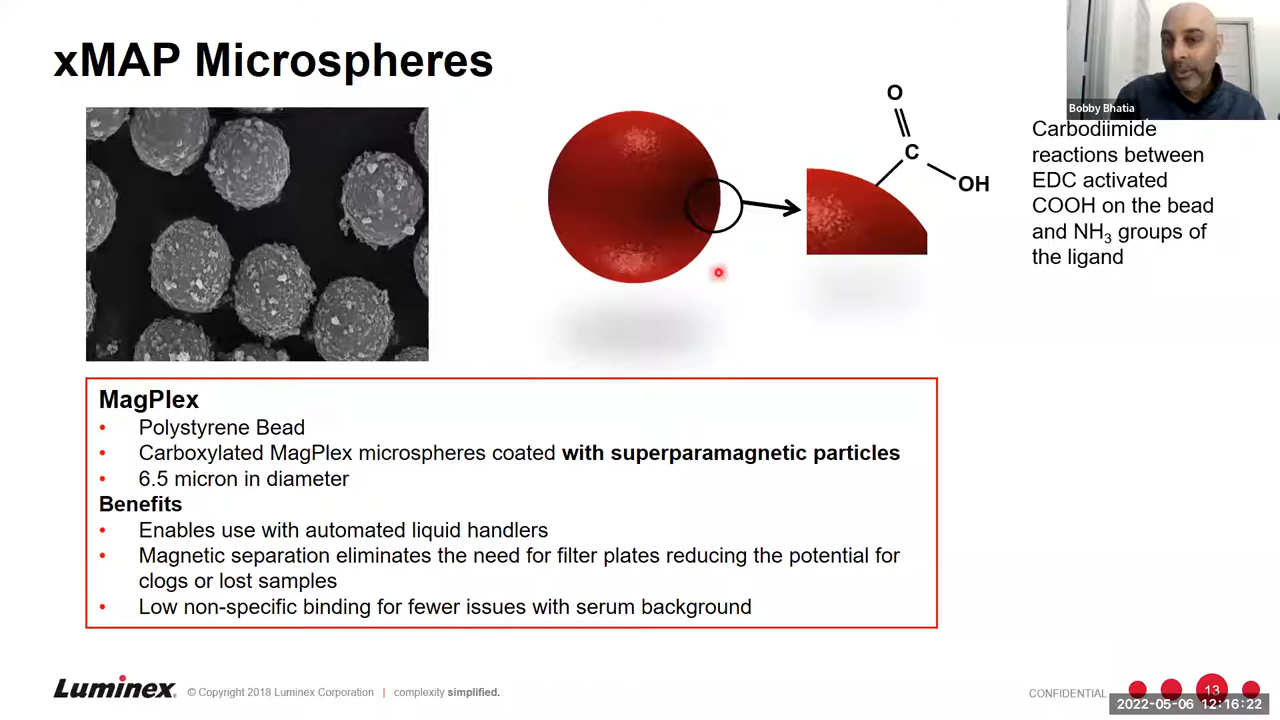 xMAP Microspheres
Bobby Bhatia
O
C
OH
Carbodiimide
reactions between
EDC activated
COOH on the bead
and NH₃ groups of
the ligand
MagPlex
• Polystyrene Bead
• Carboxylated MagPlex microspheres coated with superparamagnetic particles
• 6.5 micron in diameter
Benefits
• Enables use with automated liquid handlers
• Magnetic separation eliminates the need for filter plates reducing the potential for
clogs or lost samples
• Low non-specific binding for fewer issues with serum background
Luminex © Copyright 2018 Luminex Corporation | complexity simplified.
CONFIDENTIAL 13
2022-05-06 12:16:22